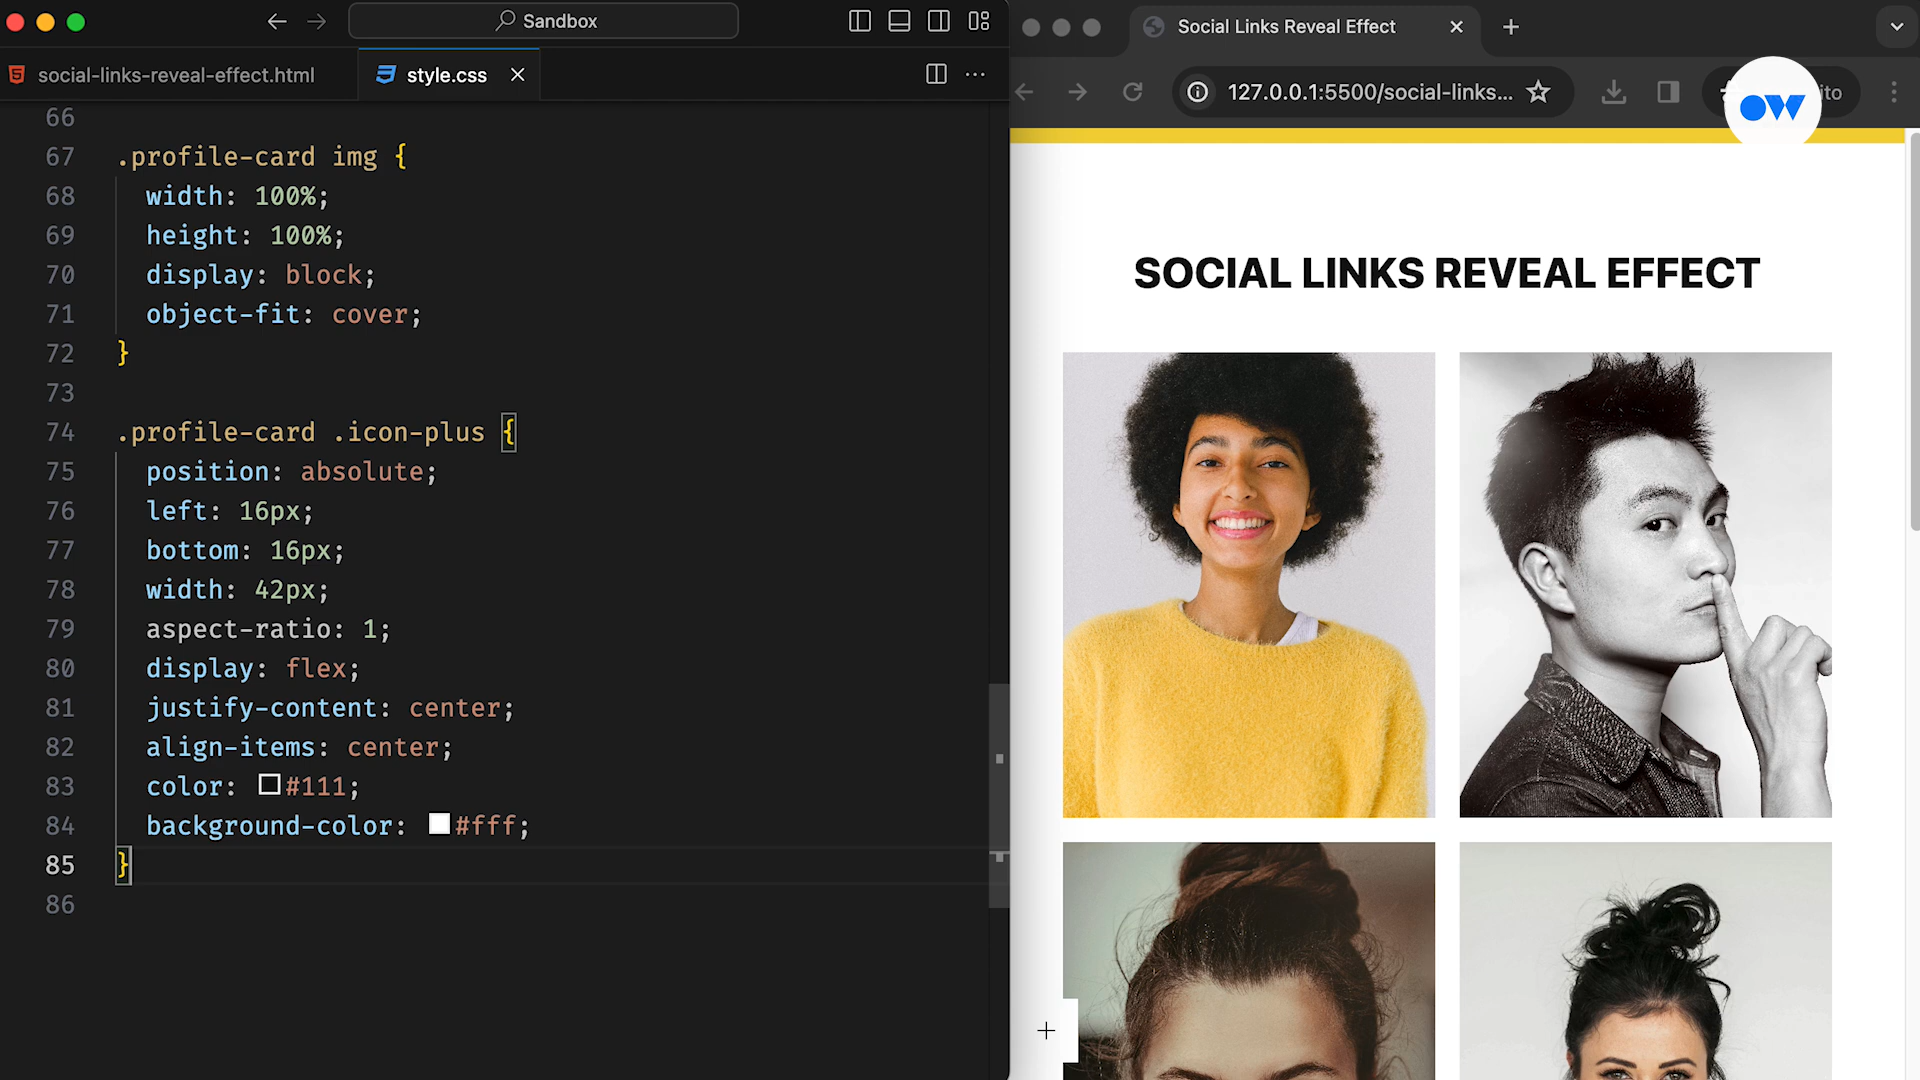 Sandbox
social-links-reveal-effect.html
style.css
66
67 .profile-card img {
68 width: 100%;
69 height: 100%;
70 display: block;
71 object-fit: cover;
72 }
73
74 .profile-card .icon-plus {
75 position: absolute;
76 left: 16px;
77 bottom: 16px;
78 width: 42px;
79 aspect-ratio: 1;
80 display: flex;
81 justify-content: center;
82 align-items: center;
83 color: #111;
84 background-color: #fff;
85 }
86
Social Links Reveal Effect
127.0.0.1:5500/social-links...
ito
OW
SOCIAL LINKS REVEAL EFFECT